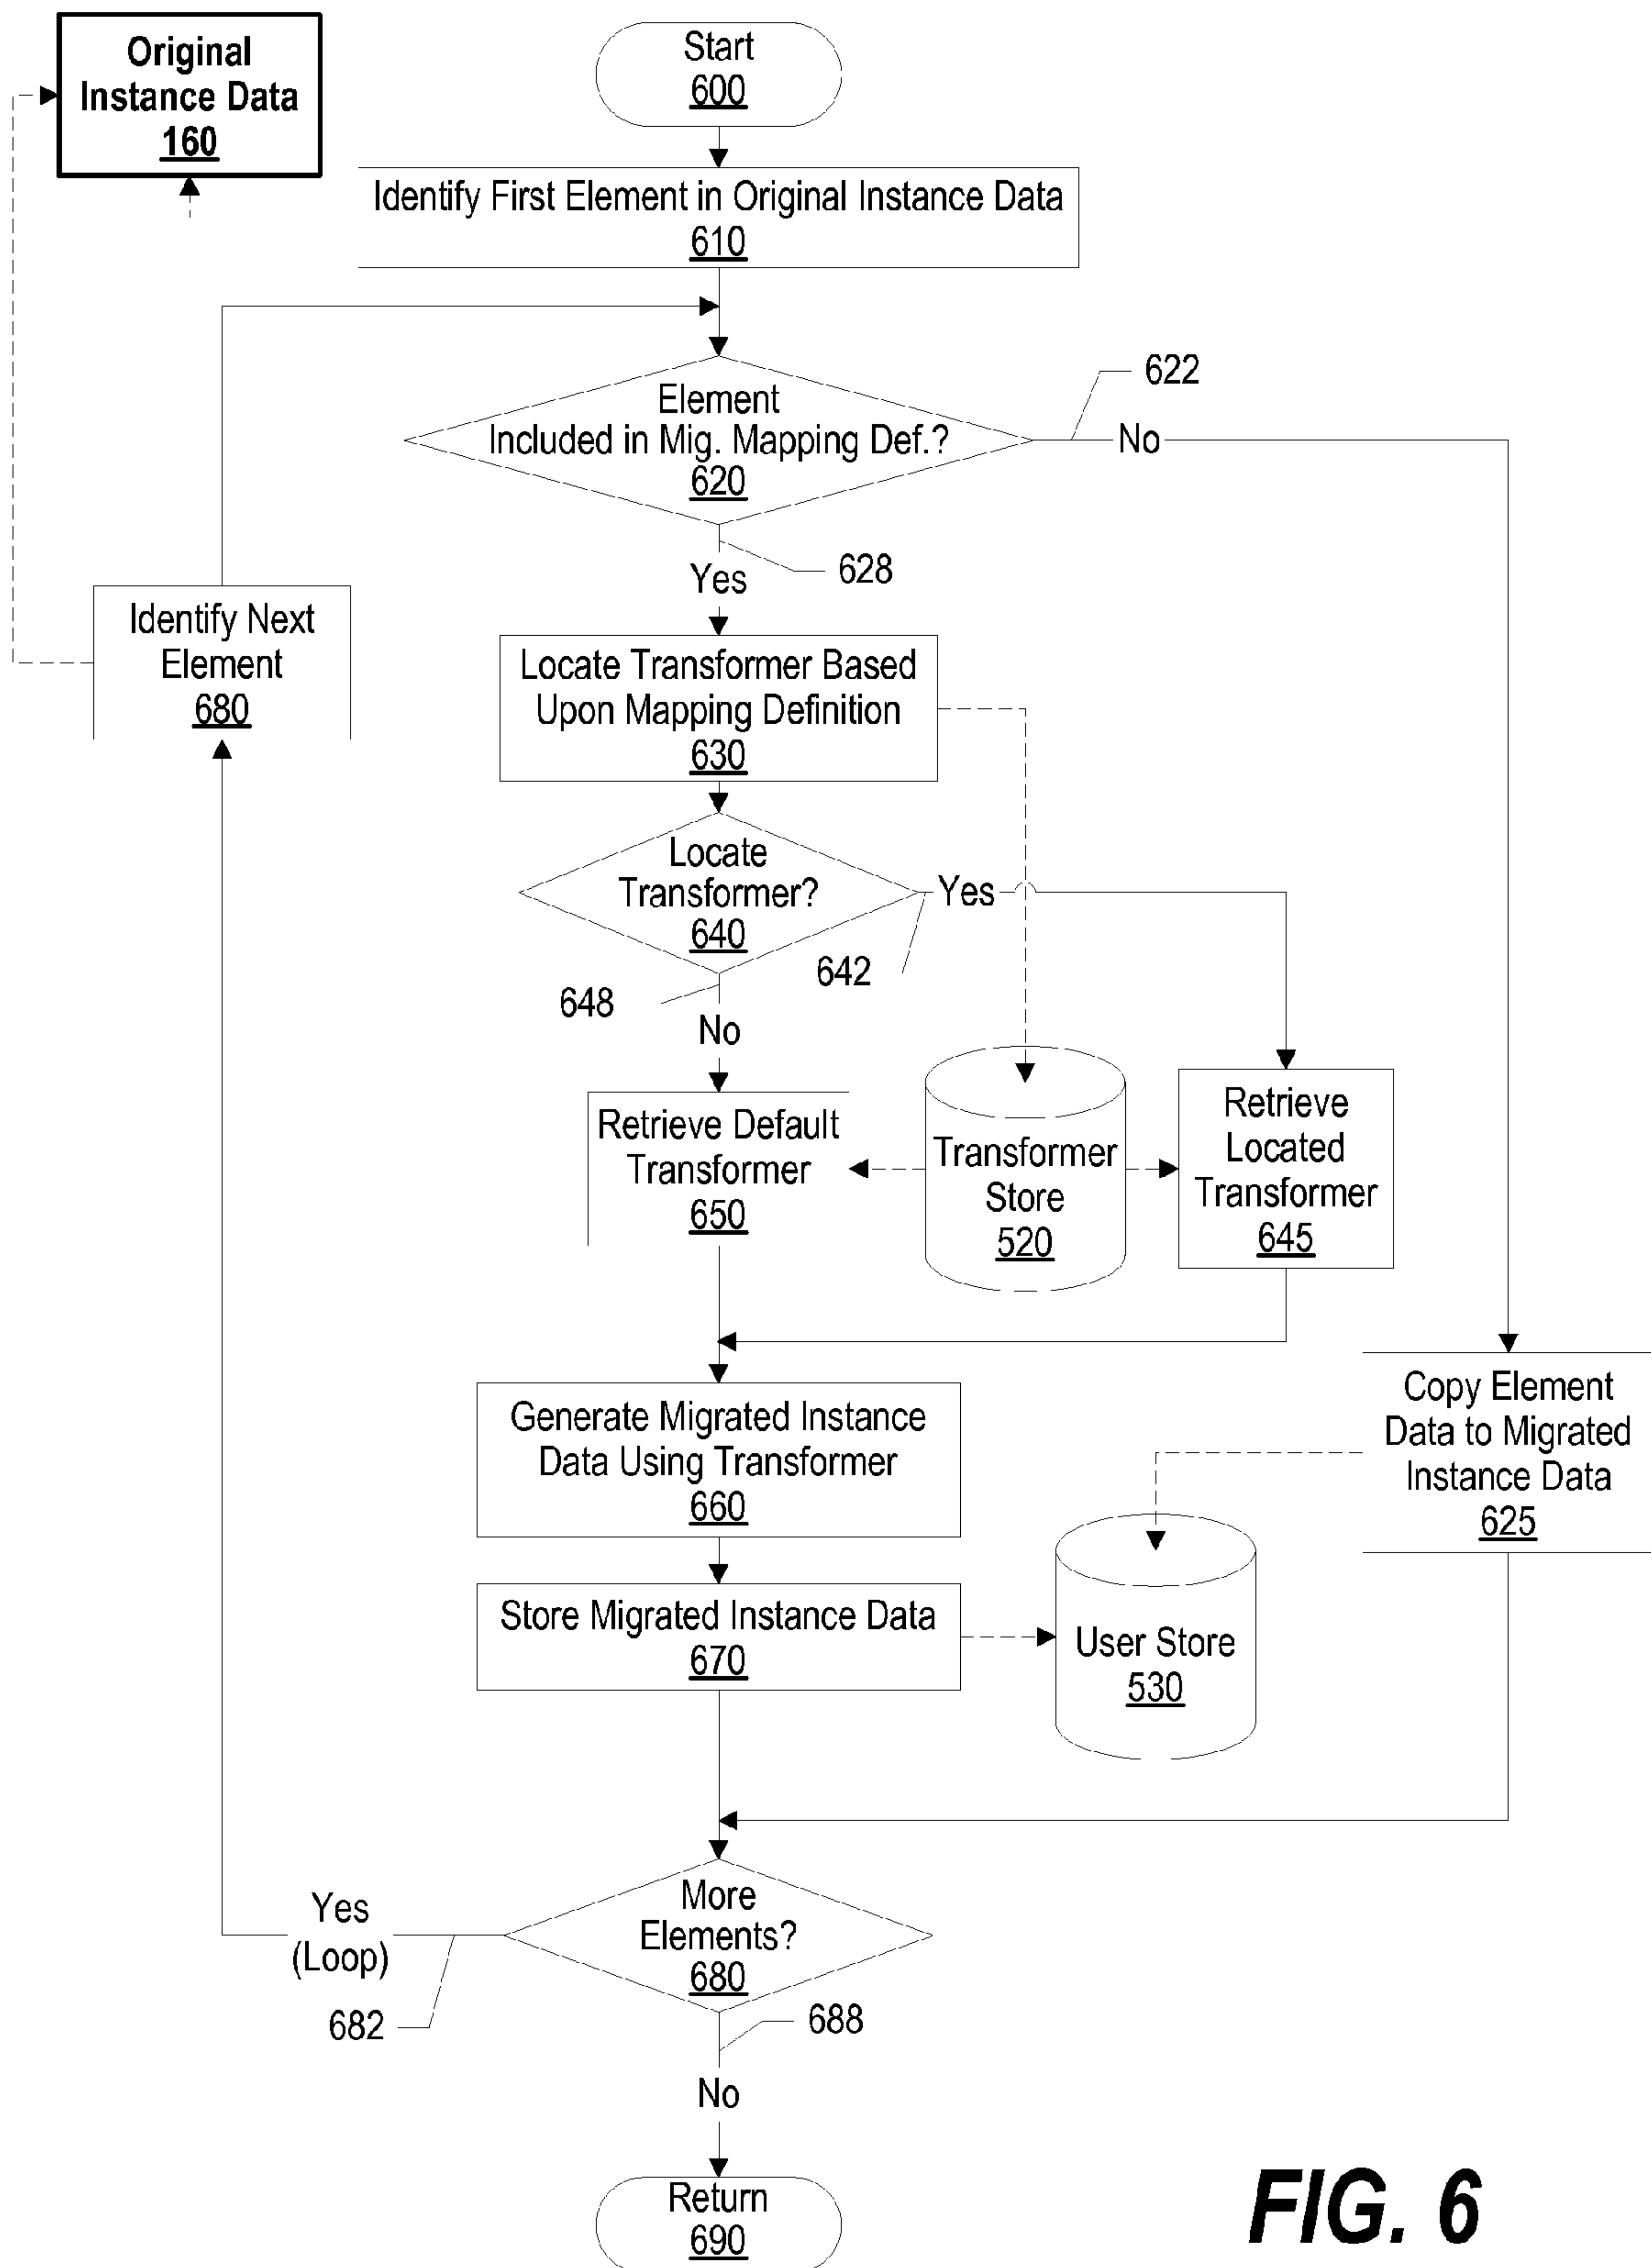 Original
Instance Data
160
Start
600
Identify First Element in Original Instance Data
610
Element
Included in Mig. Mapping Def.?
620
622
No
628
Yes
Identify Next
Element
680
Locate Transformer Based
Upon Mapping Definition
630
Locate
Transformer?
640
Yes
642
648
No
Retrieve Default
Transformer
650
Transformer
Store
520
Retrieve
Located
Transformer
645
Generate Migrated Instance
Data Using Transformer
660
Copy Element
Data to Migrated
Instance Data
625
Store Migrated Instance Data
670
User Store
530
More
Elements?
680
Yes
(Loop)
682
688
No
Return
690
FIG. 6